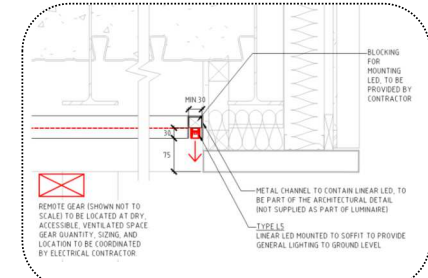 BLOCKING
FOR
MOUNTING
LED, TO BE
PROVIDED BY
CONTRACTOR
MIN.30
30
75
METAL CHANNEL TO CONTAIN LINEAR LED, TO
BE PART OF THE ARCHITECTURAL DETAIL
(NOT SUPPLIED AS PART OF LUMINAIRE)
REMOTE GEAR (SHOWN NOT TO
SCALE) TO BE LOCATED AT DRY,
ACCESSIBLE, VENTILATED SPACE
GEAR QUANTITY, SIZING, AND
LOCATION TO BE COORDINATED
BY ELECTRICAL CONTRACTOR
TYPE L5
LINEAR LED MOUNTED TO SOFFIT TO PROVIDE
GENERAL LIGHTING TO GROUND LEVEL